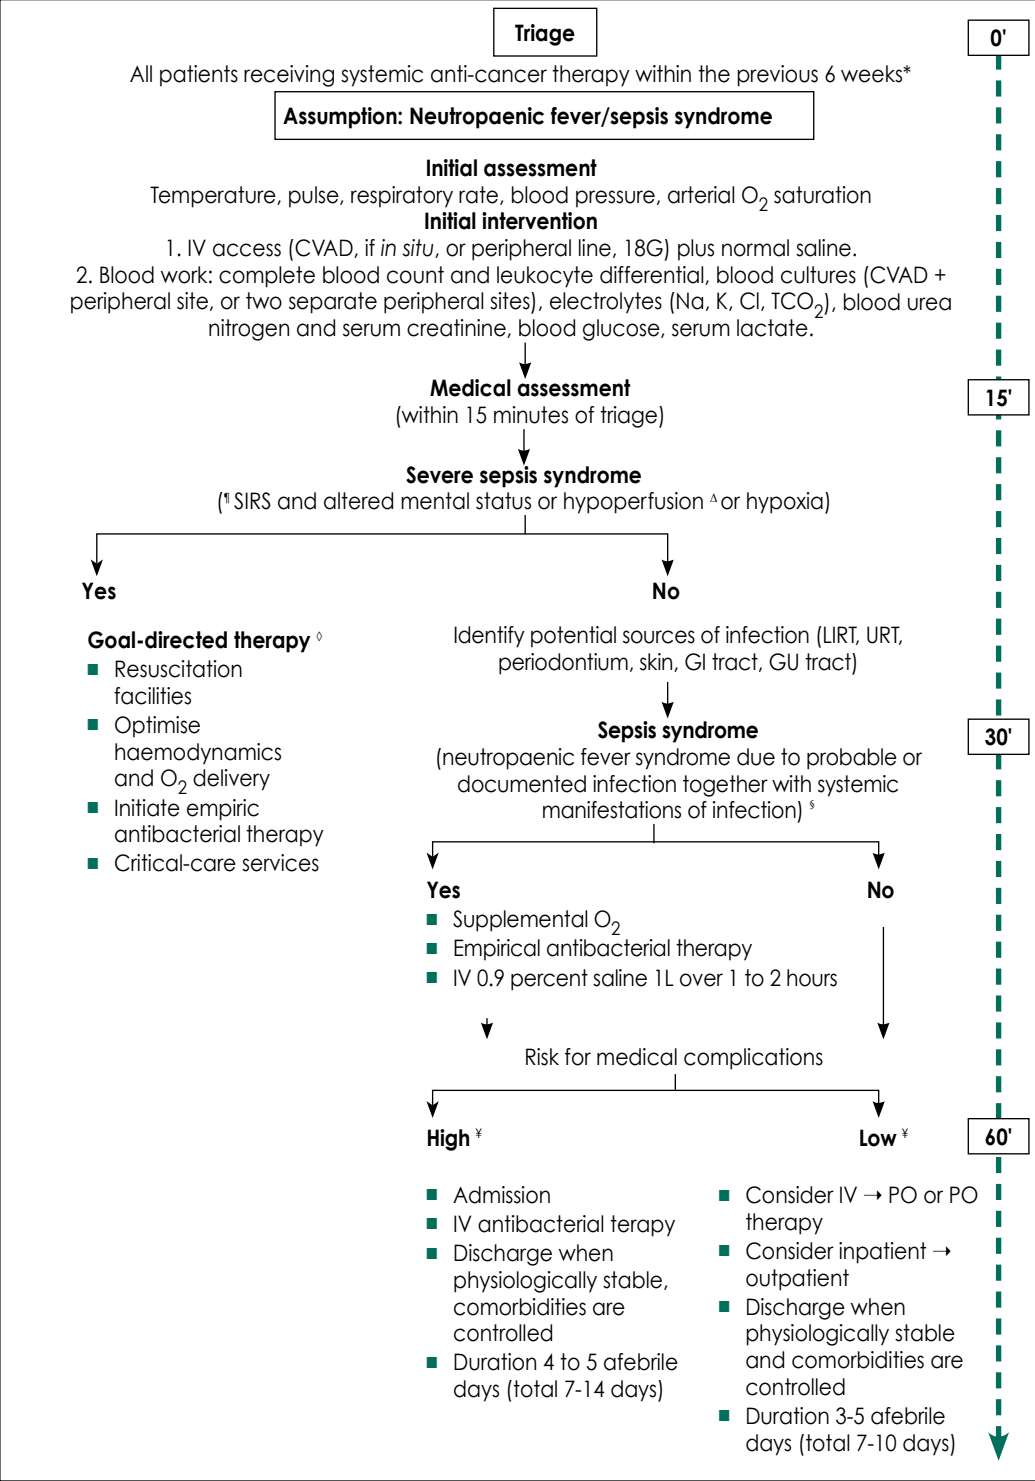 Triage
0'
All patients receiving systemic anti-cancer therapy within the previous 6 weeks*
Assumption: Neutropaenic fever/sepsis syndrome
Initial assessment
Temperature, pulse, respiratory rate, blood pressure, arterial O2 saturation
Initial intervention
1. IV access (CVAD, if in situ, or peripheral line, 18G) plus normal saline.
2. Blood work: complete blood count and leukocyte differential, blood cultures (CVAD +
peripheral site, or two separate peripheral sites), electrolytes (Na, K, Cl, TCO2), blood urea
nitrogen and serum creatinine, blood glucose, serum lactate.
Medical assessment
15'
(within 15 minutes of triage)
Severe sepsis syndrome
(¶ SIRS and altered mental status or hypoperfusion Δ or hypoxia)
Yes
No
Goal-directed therapy ◊
■ Resuscitation
facilities
■ Optimise
haemodynamics
and O2 delivery
■ Initiate empiric
antibacterial therapy
■ Critical-care services
Identify potential sources of infection (LIRT, URT,
periodontium, skin, GI tract, GU tract)
Sepsis syndrome
30'
(neutropaenic fever syndrome due to probable or
documented infection together with systemic
manifestations of infection) §
Yes
No
■ Supplemental O2
■ Empirical antibacterial therapy
■ IV 0.9 percent saline 1L over 1 to 2 hours
Risk for medical complications
High ¥
Low ¥
60'
■ Admission
■ IV antibacterial terapy
■ Discharge when
physiologically stable,
comorbidities are
controlled
■ Duration 4 to 5 afebrile
days (total 7-14 days)
■ Consider IV → PO or PO
therapy
■ Consider inpatient →
outpatient
■ Discharge when
physiologically stable
and comorbidities are
controlled
■ Duration 3-5 afebrile
days (total 7-10 days)